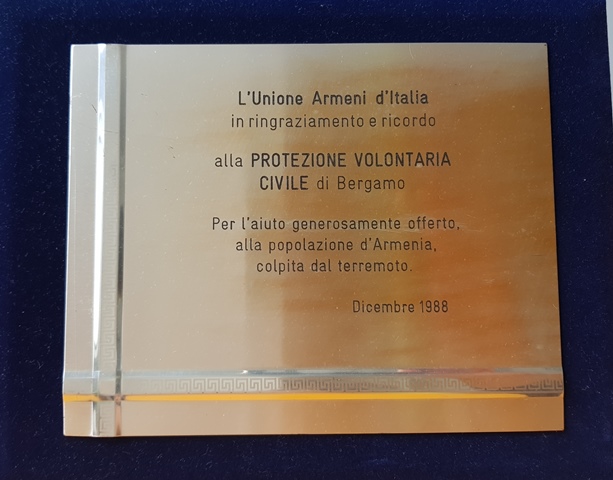 L'Unione Armeni d'Italia
in ringraziamento e ricordo
alla PROTEZIONE VOLONTARIA
CIVILE di Bergamo
Per l'aiuto generosamente offerto,
alla popolazione d'Armenia,
colpita dal terremoto.
Dicembre 1988